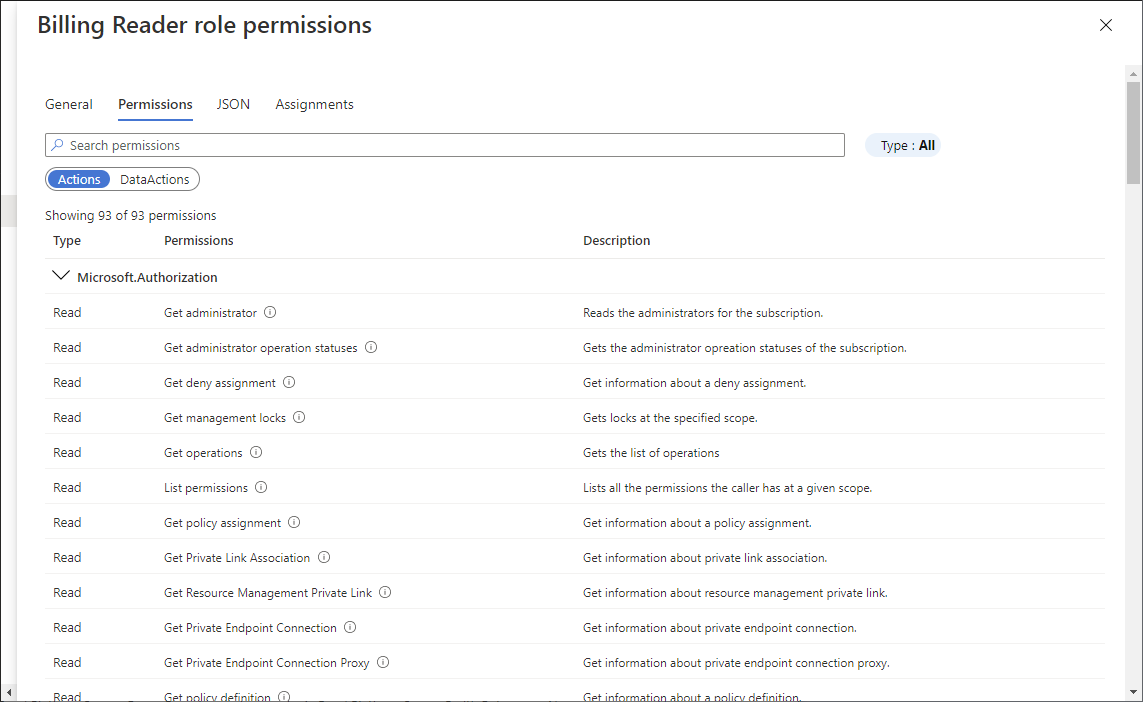 Billing Reader role permissions
General Permissions JSON Assignments
Search permissions Type : All
Actions DataActions
Showing 93 of 93 permissions
Type Permissions Description
Microsoft.Authorization
Read Get administrator Reads the administrators for the subscription.
Read Get administrator operation statuses Gets the administrator opreation statuses of the subscription.
Read Get deny assignment Get information about a deny assignment.
Read Get management locks Gets locks at the specified scope.
Read Get operations Gets the list of operations
Read List permissions Lists all the permissions the caller has at a given scope.
Read Get policy assignment Get information about a policy assignment.
Read Get Private Link Association Get information about private link association.
Read Get Resource Management Private Link Get information about resource management private link.
Read Get Private Endpoint Connection Get information about private endpoint connection.
Read Get Private Endpoint Connection Proxy Get information about private endpoint connection proxy.
Read Get policy definition Get information about a policy definition.